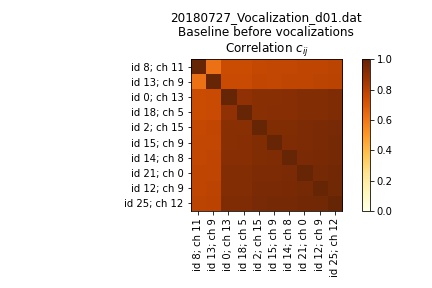 20180727_Vocalization_d01.dat
Baseline before vocalizations
Correlation cij
id 8; ch 11
id 13; ch 9
id 0; ch 13
id 18; ch 5
id 2; ch 15
id 15; ch 9
id 14; ch 8
id 21; ch 0
id 12; ch 9
id 25; ch 12
1.0
0.8
0.6
0.4
0.2
0.0
id 8; ch 11
id 13; ch 9
id 0; ch 13
id 18; ch 5
id 2; ch 15
id 15; ch 9
id 14; ch 8
id 21; ch 0
id 12; ch 9
id 25; ch 12